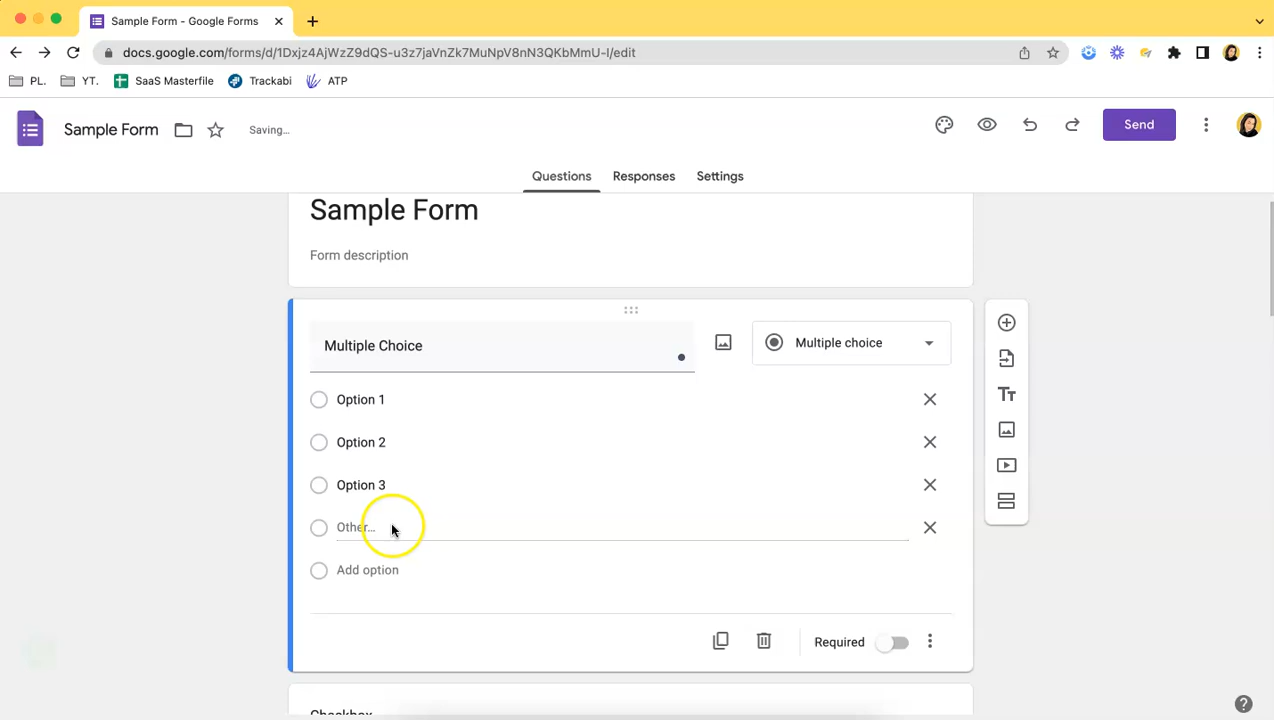 Sample Form - Google Forms
docs.google.com/forms/d/1Dxjz4AjWzZ9dQS-u3z7jaVnZk7MuNpV8nN3QKbMmU-I/edit
PL. YT. SaaS Masterfile Trackabi ATP
Sample Form Saving... Send
Questions Responses Settings
Sample Form
Form description
Multiple Choice Multiple choice
Option 1
Option 2
Option 3
Other...
Add option
Required